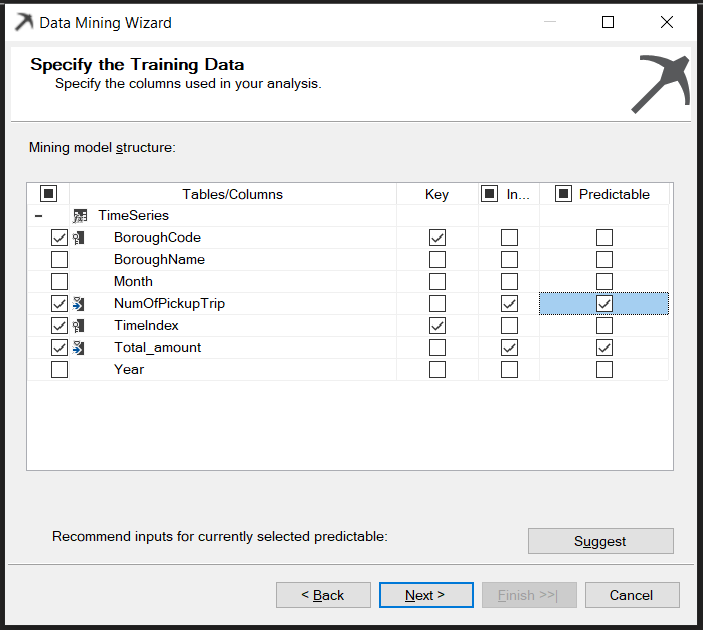 Data Mining Wizard
Specify the Training Data
Specify the columns used in your analysis.
Mining model structure:
Tables/Columns Key In... Predictable
TimeSeries
BoroughCode
BoroughName
Month
NumOfPickupTrip
TimeIndex
Total_amount
Year
Recommend inputs for currently selected predictable:
Suggest
< Back Next > Finish >>| Cancel